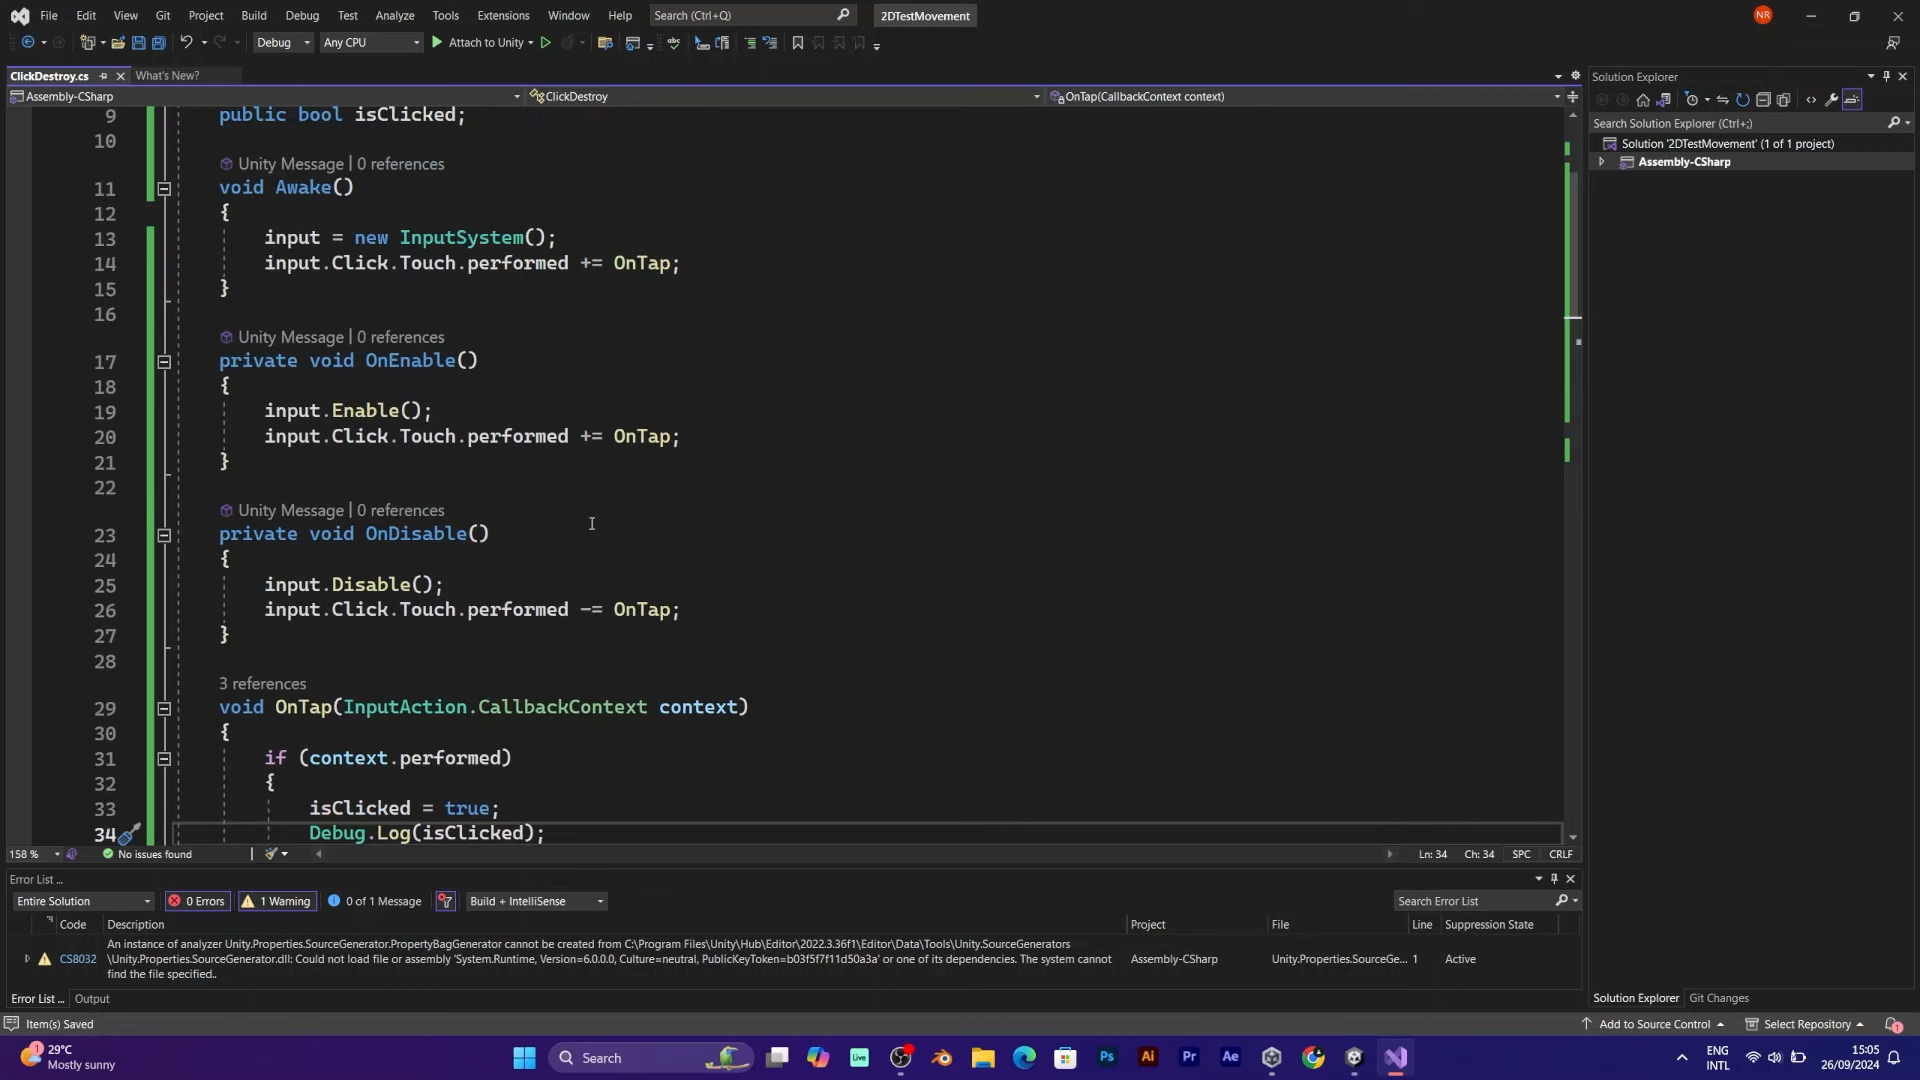 File Edit View Git Project Build Debug Test Analyze Tools Extensions Window Help Search (Ctrl+Q) 2DTestMovement NR
Debug Any CPU Attach to Unity
ClickDestroy.cs What's New?
Assembly-CSharp ClickDestroy OnTap(CallbackContext context)
9 public bool isClicked;
10
Unity Message | 0 references
11 void Awake()
12 {
13 input = new InputSystem();
14 input.Click.Touch.performed += OnTap;
15 }
16
Unity Message | 0 references
17 private void OnEnable()
18 {
19 input.Enable();
20 input.Click.Touch.performed += OnTap;
21 }
22
Unity Message | 0 references
23 private void OnDisable()
24 {
25 input.Disable();
26 input.Click.Touch.performed -= OnTap;
27 }
28
3 references
29 void OnTap(InputAction.CallbackContext context)
30 {
31 if (context.performed)
32 {
33 isClicked = true;
34 Debug.Log(isClicked);
158 % No issues found Ln: 34 Ch: 34 SPC CRLF
Solution Explorer
Search Solution Explorer (Ctrl+;)
Solution '2DTestMovement' (1 of 1 project)
Assembly-CSharp
Error List ...
Entire Solution 0 Errors 1 Warning 0 of 1 Message Build + IntelliSense Search Error List
Code Description Project File Line Suppression State
CS8032 An instance of analyzer Unity.Properties.SourceGenerator.PropertyBagGenerator cannot be created from C:\Program Files\Unity\Hub\Editor\2022.3.36f1\Editor\Data\Tools\Unity.SourceGenerators
\Unity.Properties.SourceGenerator.dll: Could not load file or assembly 'System.Runtime, Version=6.0.0.0, Culture=neutral, PublicKeyToken=b03f5f7f11d50a3a' or one of its dependencies. The system cannot
find the file specified..
Assembly-CSharp Unity.Properties.SourceGe... 1 Active
Error List ... Output
Solution Explorer Git Changes
Item(s) Saved Add to Source Control Select Repository 1
1 29°C
Mostly sunny
Search Live Ps Ai Pr Ae
ENG
INTL
15:05
26/09/2024